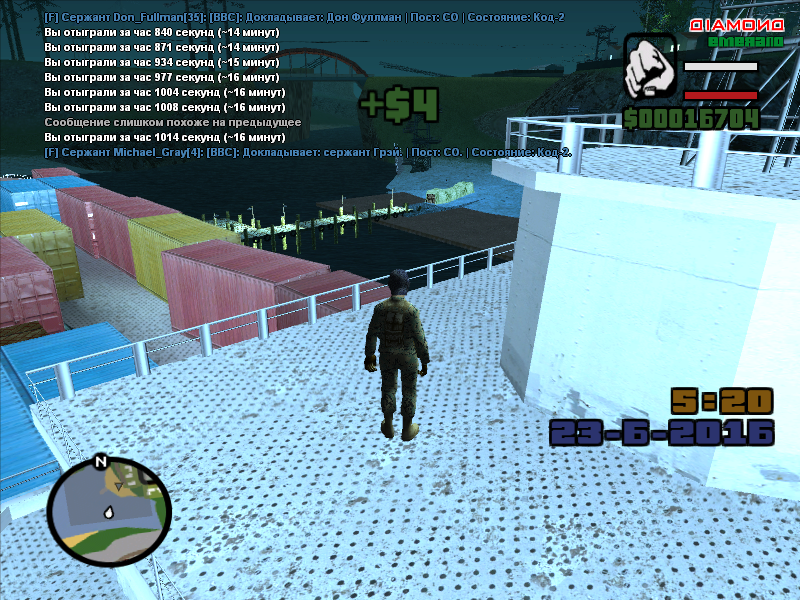 [F] Сержант Don_Fullman[35]: [ВВС]: Докладывает: Дон Фуллман | Пост: СО | Состояние: Код-2
Вы отыграли за час 840 секунд (~14 минут)
Вы отыграли за час 871 секунд (~14 минут)
Вы отыграли за час 934 секунд (~15 минут)
Вы отыграли за час 977 секунд (~16 минут)
Вы отыграли за час 1004 секунд (~16 минут)
Вы отыграли за час 1008 секунд (~16 минут)
Сообщение слишком похоже на предыдущее
Вы отыграли за час 1014 секунд (~16 минут)
[F] Сержант Michael_Gray[4]: [ВВС]: Докладывает: сержант Грэй. | Пост: СО. | Состояние: Код-2.
DIAMOND
emerald
+$4
$00016704
5:20
23-6-2016
N